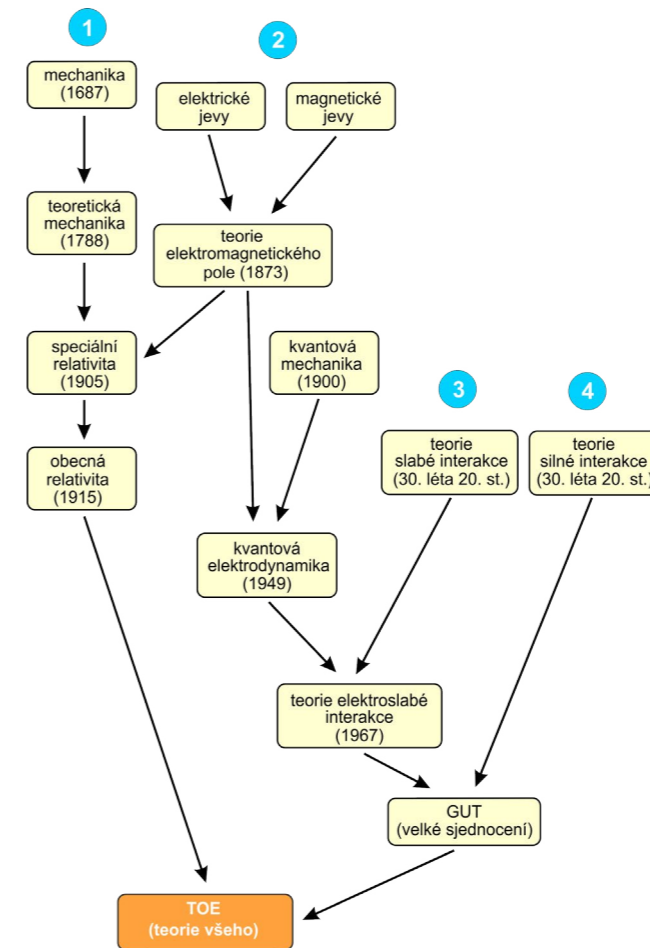 1
2
mechanika
(1687)
elektrické
jevy
magnetické
jevy
teoretická
mechanika
(1788)
teorie
elektromagnetického
pole (1873)
speciální
relativita
(1905)
kvantová
mechanika
(1900)
3
4
obecná
relativita
(1915)
teorie
slabé interakce
(30. léta 20. st.)
teorie
silné interakce
(30. léta 20. st.)
kvantová
elektrodynamika
(1949)
teorie elektroslabé
interakce
(1967)
GUT
(velké sjednocení)
TOE
(teorie všeho)